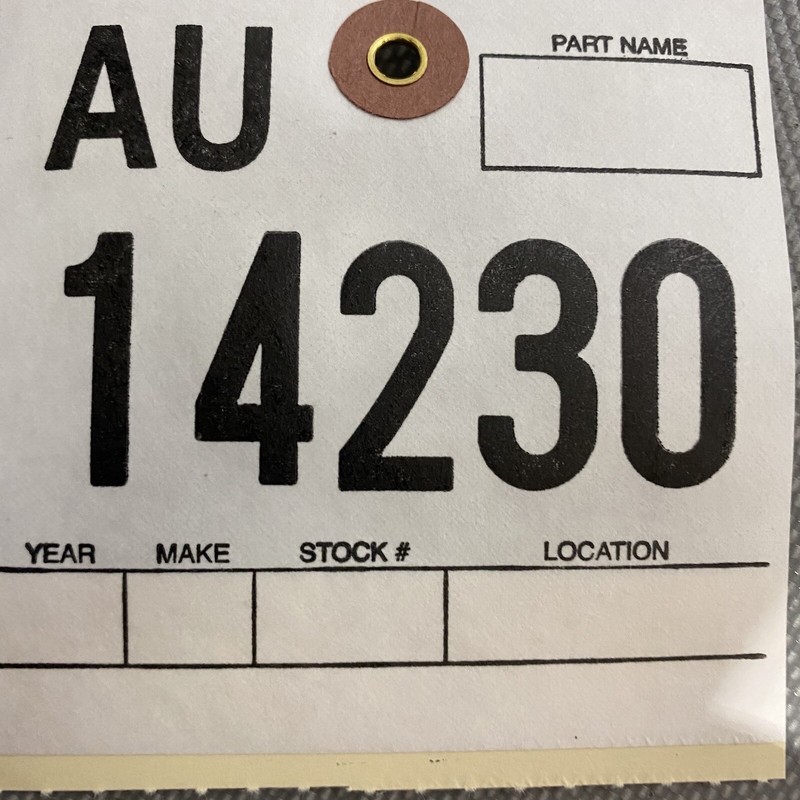 AU
PART NAME
14230
YEAR MAKE STOCK # LOCATION